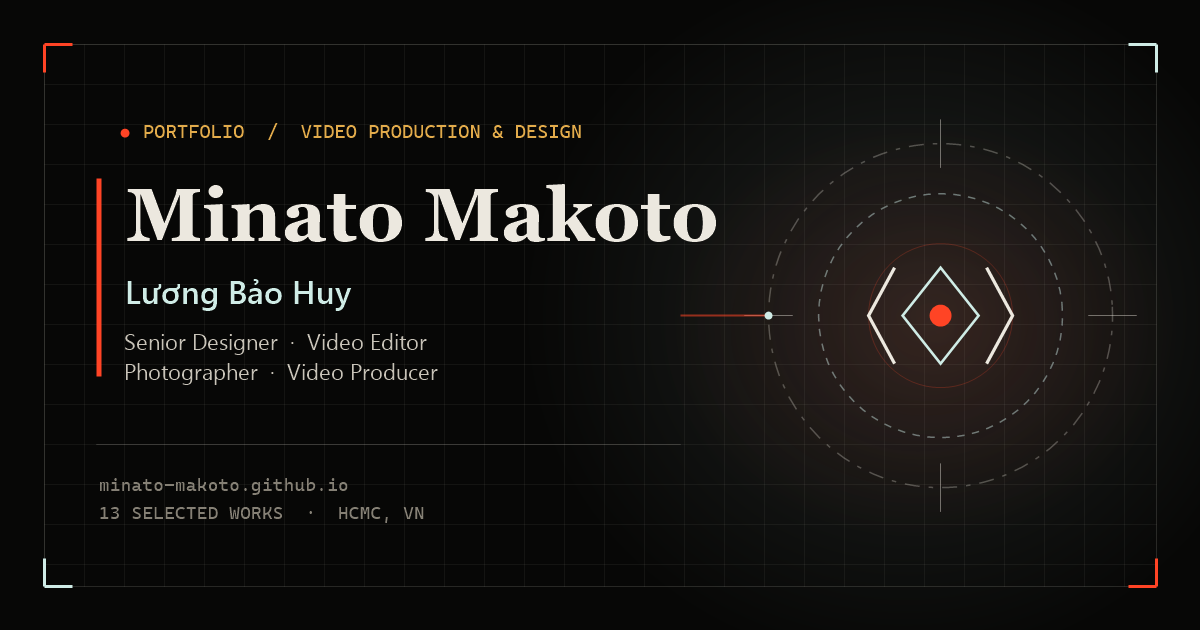 PORTFOLIO / VIDEO PRODUCTION & DESIGN
Minato Makoto
Lương Bảo Huy
Senior Designer · Video Editor
Photographer · Video Producer
minato-makoto.github.io
13 SELECTED WORKS · HCMC, VN